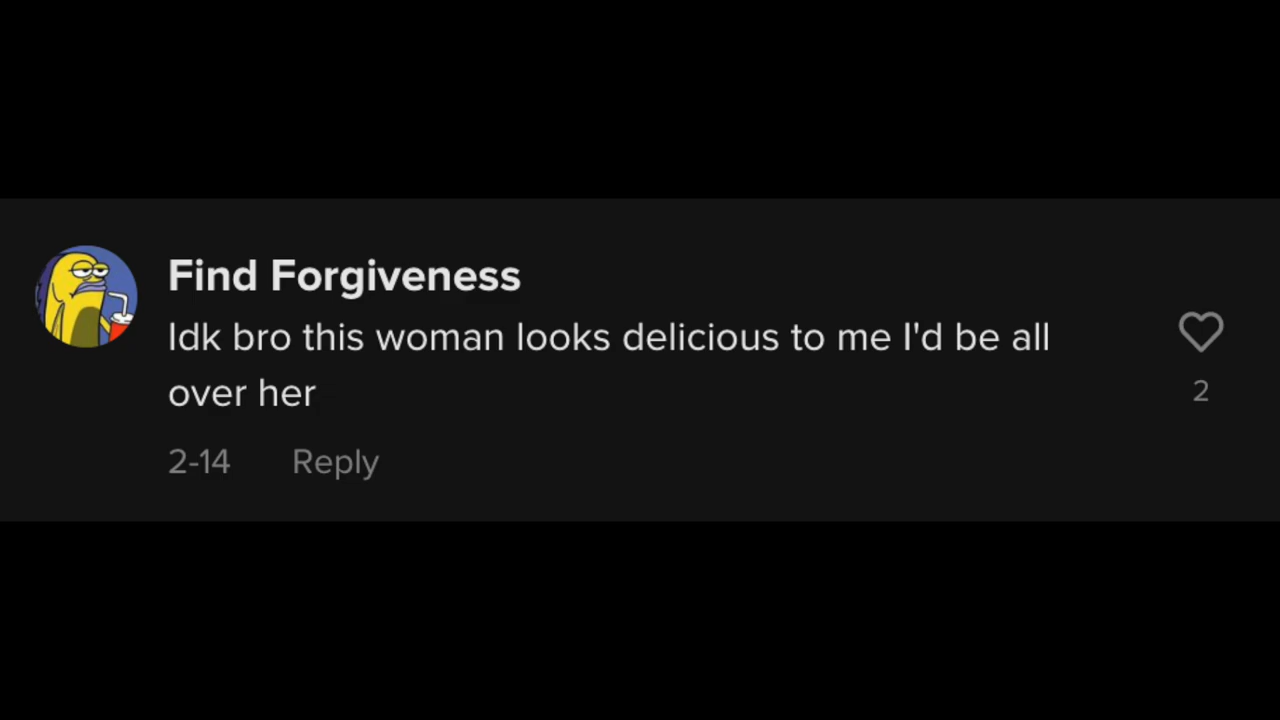 Find Forgiveness
Idk bro this woman looks delicious to me I'd be all
over her
2
2-14 Reply